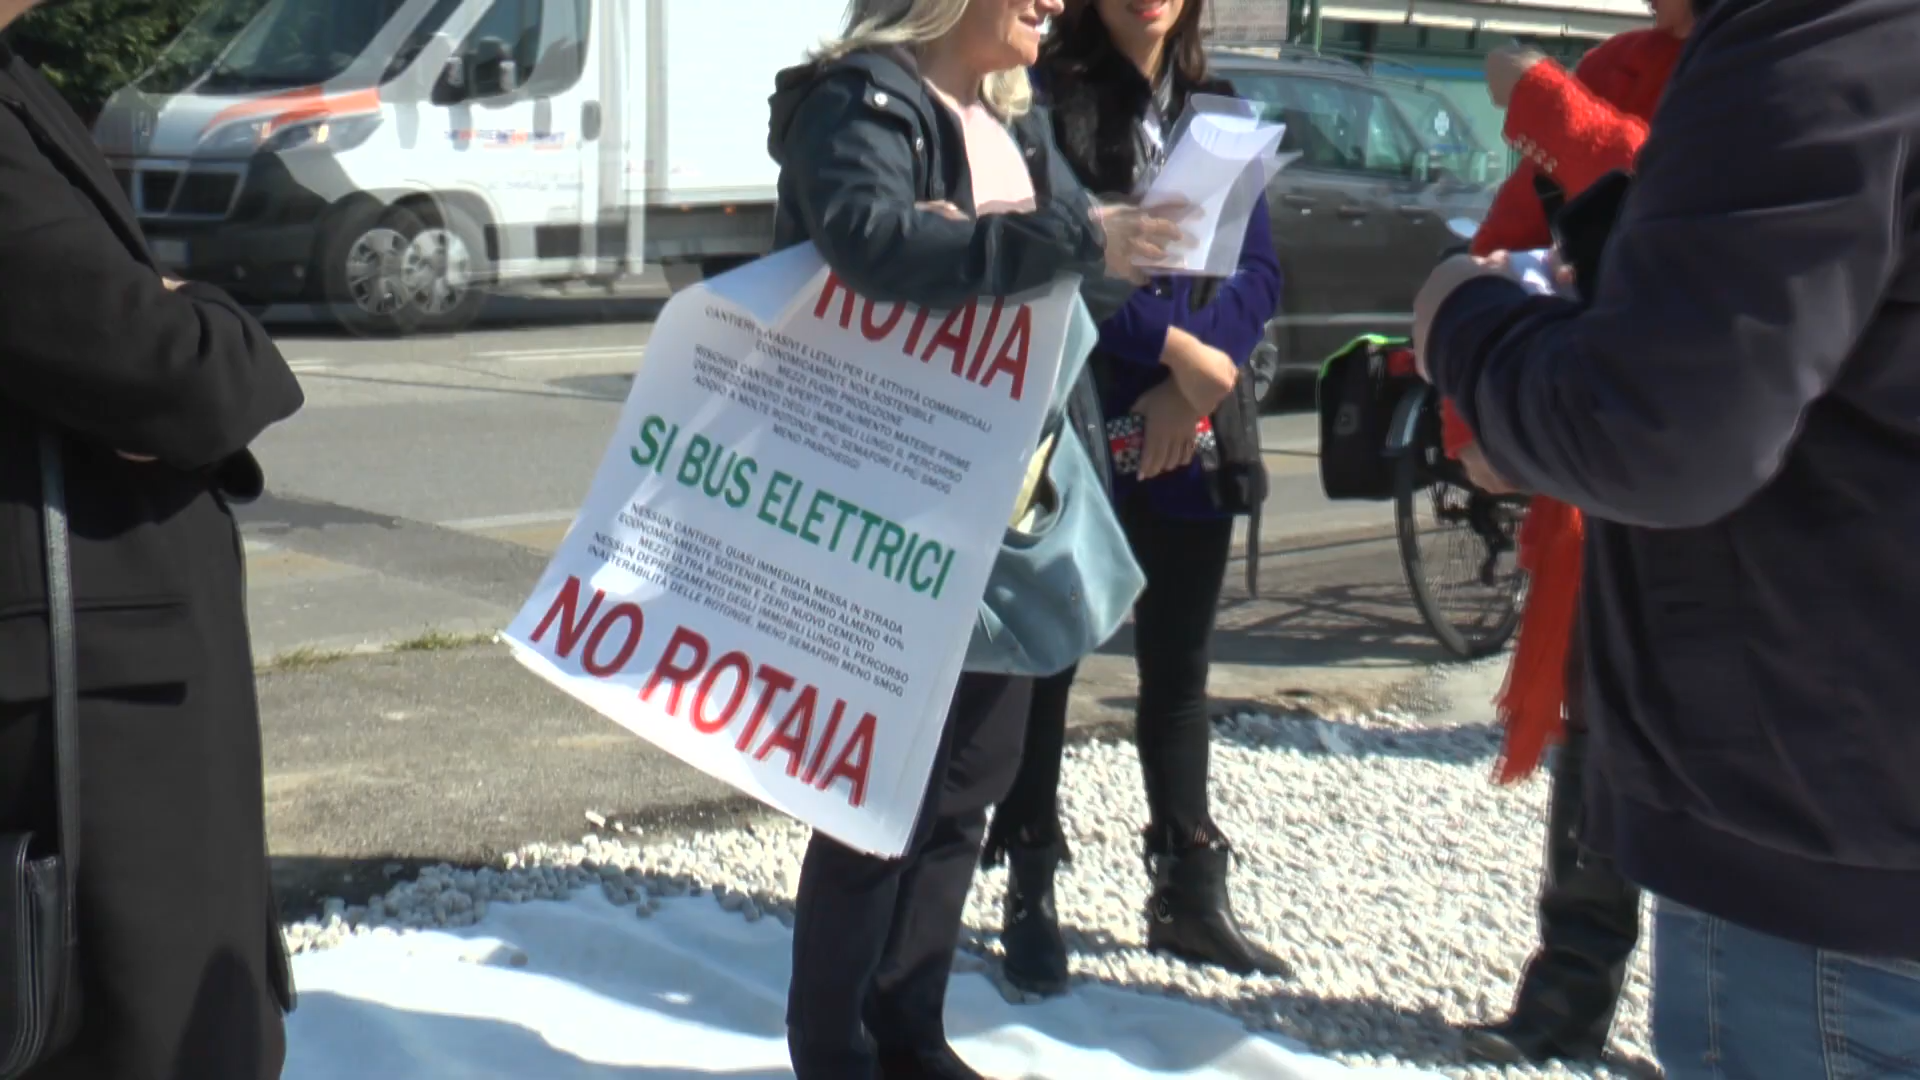 ROTAIA
CANTIERI INVASIVI E LETALI PER LE ATTIVITÀ COMMERCIALI
ECONOMICAMENTE NON SOSTENIBILE
MEZZI FUORI PRODUZIONE
RISCHIO CANTIERI APERTI PER AUMENTO MATERIE PRIME
DEPREZZAMENTO DEGLI IMMOBILI LUNGO IL PERCORSO
ADDIO A MOLTE ROTONDE, PIÙ SEMAFORI E PIÙ SMOG
MENO PARCHEGGI
SI BUS ELETTRICI
NESSUN CANTIERE, QUASI IMMEDIATA MESSA IN STRADA
ECONOMICAMENTE SOSTENIBILE, RISPARMIO ALMENO 40%
MEZZI ULTRA MODERNI E ZERO NUOVO CEMENTO
NESSUN DEPREZZAMENTO DEGLI IMMOBILI LUNGO IL PERCORSO
INALTERABILITÀ DELLE ROTONDE, MENO SEMAFORI MENO SMOG
NO ROTAIA